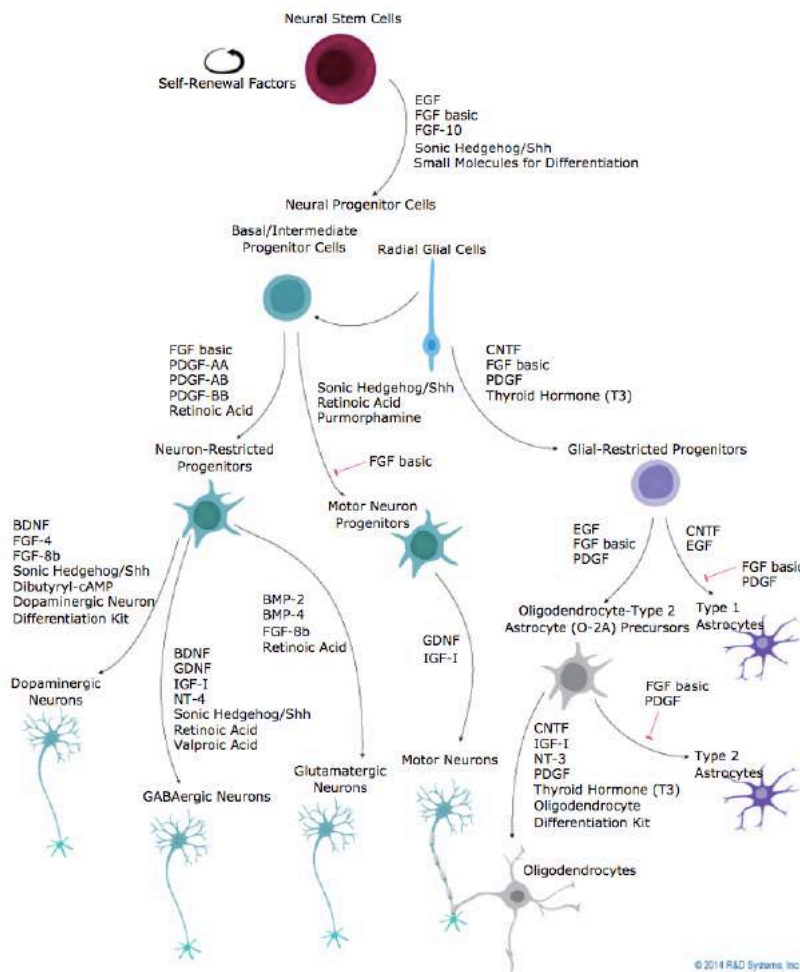 Neural Stem Cells
Self-Renewal Factors
EGF
FGF basic
FGF-10
Sonic Hedgehog/Shh
Small Molecules for Differentiation
Neural Progenitor Cells
Basal/Intermediate
Progenitor Cells
Radial Glial Cells
FGF basic
PDGF-AA
PDGF-AB
PDGF-BB
Retinoic Acid
Sonic Hedgehog/Shh
Retinoic Acid
Purmorphamine
CNTF
FGF basic
PDGF
Thyroid Hormone (T3)
Neuron-Restricted
Progenitors
FGF basic
Motor Neuron
Progenitors
Glial-Restricted Progenitors
BDNF
FGF-4
FGF-8b
Sonic Hedgehog/Shh
Dibutyryl-cAMP
Dopaminergic Neuron
Differentiation Kit
BDNF
GDNF
IGF-I
NT-4
Sonic Hedgehog/Shh
Retinoic Acid
Valproic Acid
BMP-2
BMP-4
FGF-8b
Retinoic Acid
GDNF
IGF-I
EGF
FGF basic
PDGF
CNTF
EGF
FGF basic
PDGF
Oligodendrocyte-Type 2
Astrocyte (O-2A) Precursors
Type 1
Astrocytes
FGF basic
PDGF
CNTF
IGF-I
NT-3
PDGF
Thyroid Hormone (T3)
Oligodendrocyte
Differentiation Kit
Type 2
Astrocytes
Dopaminergic
Neurons
GABAergic Neurons
Glutamatergic
Neurons
Motor Neurons
Oligodendrocytes
© 2014 R&D Systems, Inc.